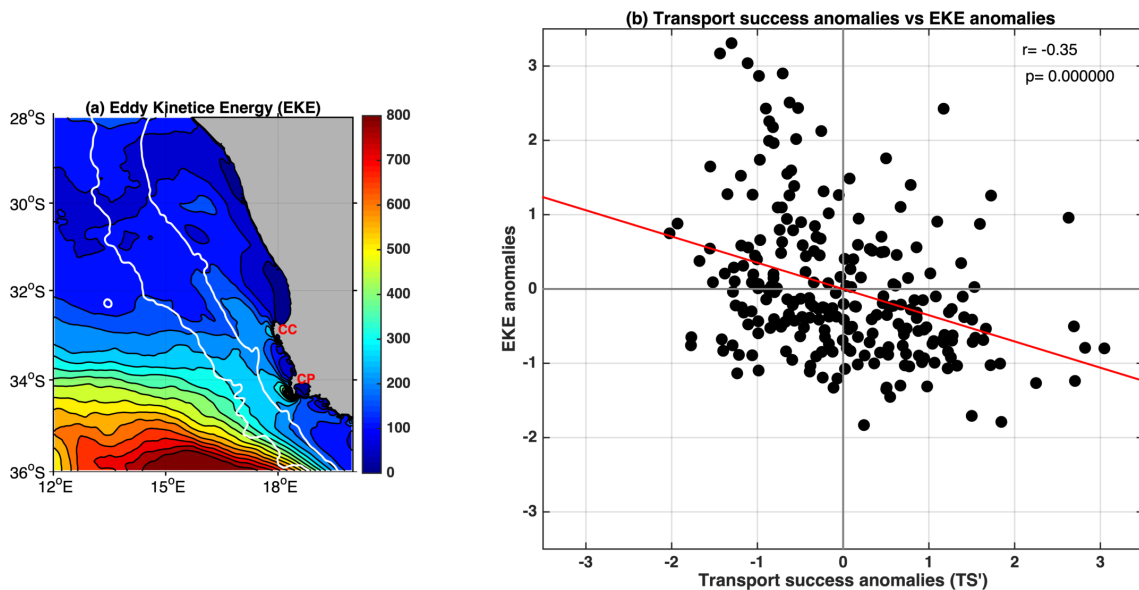 (a) Eddy Kinetice Energy (EKE)
28°S
30°S
32°S
34°S
36°S
12°E
15°E
18°E
CC
CP
800
700
600
500
400
300
200
100
0
(b) Transport success anomalies vs EKE anomalies
r= -0.35
p= 0.000000
EKE anomalies
3
2
1
0
-1
-2
-3
-3
-2
-1
0
1
2
3
Transport success anomalies (TS')